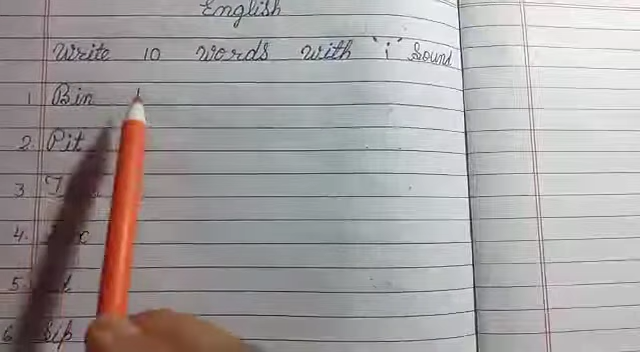 English
Write 10 words with 'i' Sound
1 Bin
2. Pit
3
4.
5.
6 Sip